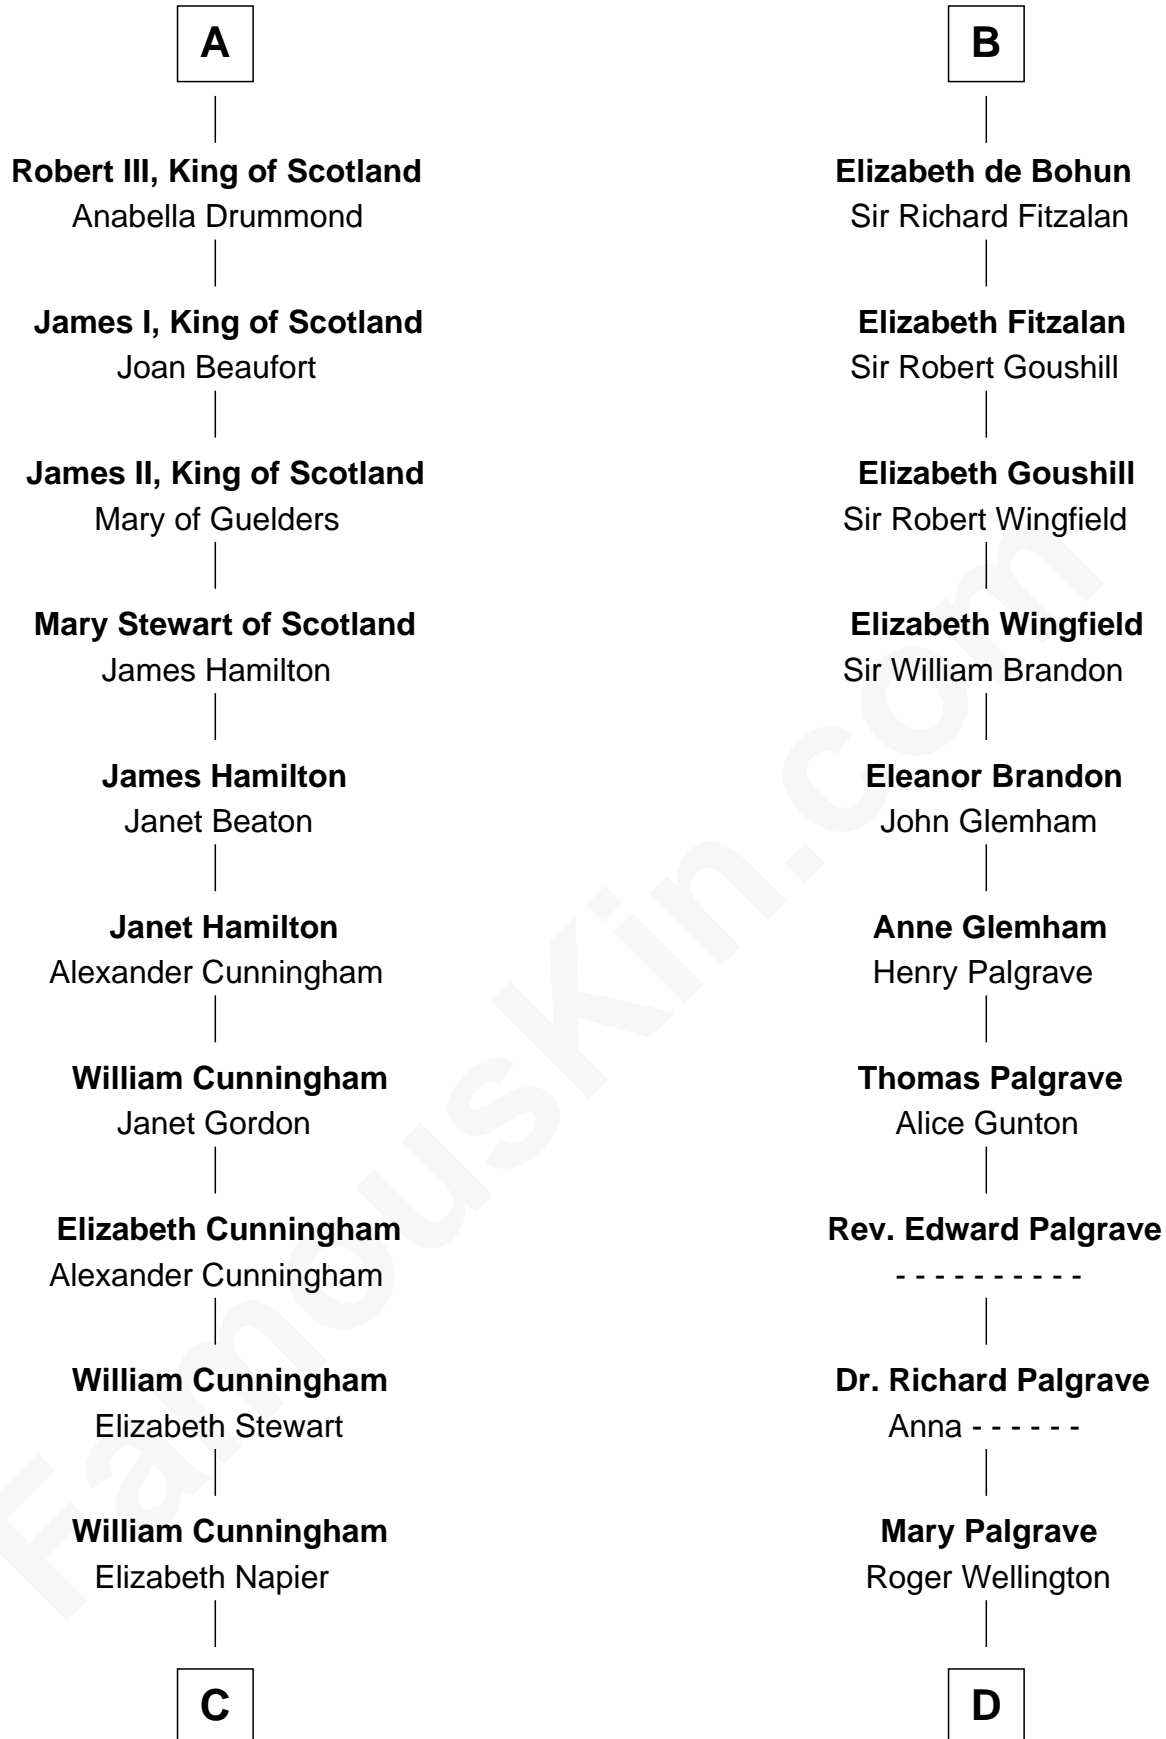 A
Robert III, King of Scotland
Anabella Drummond
James I, King of Scotland
Joan Beaufort
James II, King of Scotland
Mary of Guelders
Mary Stewart of Scotland
James Hamilton
James Hamilton
Janet Beaton
Janet Hamilton
Alexander Cunningham
William Cunningham
Janet Gordon
Elizabeth Cunningham
Alexander Cunningham
William Cunningham
Elizabeth Stewart
William Cunningham
Elizabeth Napier
C
B
Elizabeth de Bohun
Sir Richard Fitzalan
Elizabeth Fitzalan
Sir Robert Goushill
Elizabeth Goushill
Sir Robert Wingfield
Elizabeth Wingfield
Sir William Brandon
Eleanor Brandon
John Glemham
Anne Glemham
Henry Palgrave
Thomas Palgrave
Alice Gunton
Rev. Edward Palgrave
- - - - - - - - - -
Dr. Richard Palgrave
Anna - - - - - -
Mary Palgrave
Roger Wellington
D
FamousKin.com